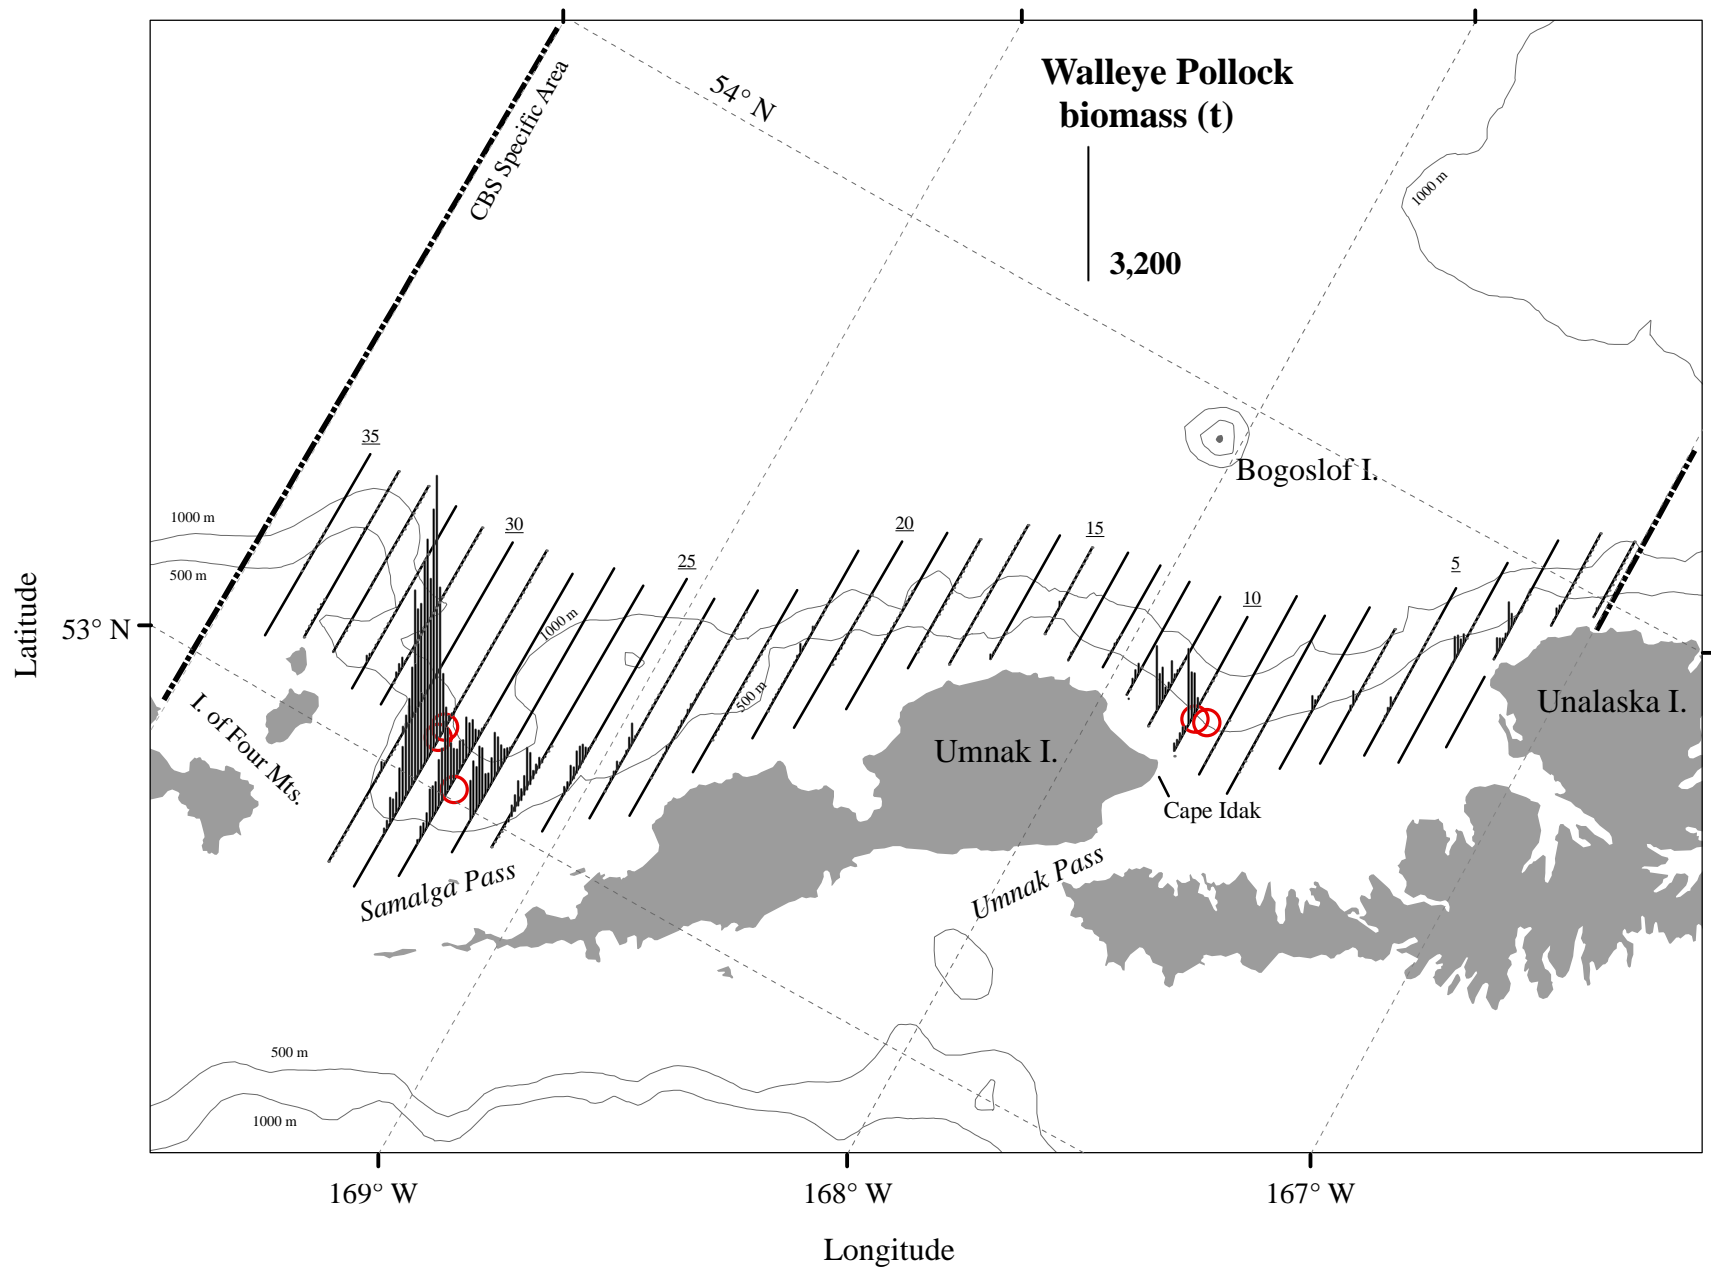 Walleye Pollock
biomass (t)
3,200
54° N
CBS Specific Area
1000 m
Bogoslof I.
35
30
25
20
15
10
5
1000 m
500 m
1000 m
500 m
53° N
Latitude
I. of Four Mts.
Umnak I.
Unalaska I.
Cape Idak
Samalga Pass
Umnak Pass
500 m
1000 m
169° W
168° W
167° W
Longitude